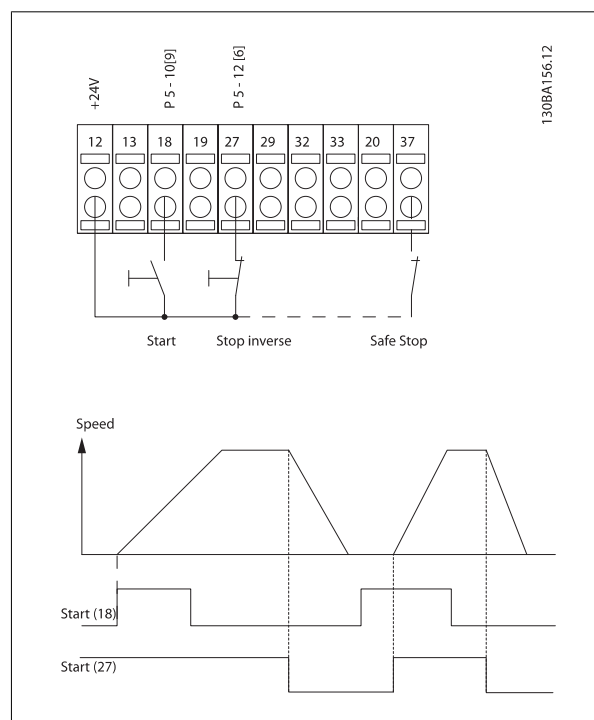 130BA156.12
+24V
P 5 - 10[9]
P 5 - 12 [6]
12 13 18 19 27 29 32 33 20 37
Start Stop inverse Safe Stop
Speed
Start (18)
Start (27)